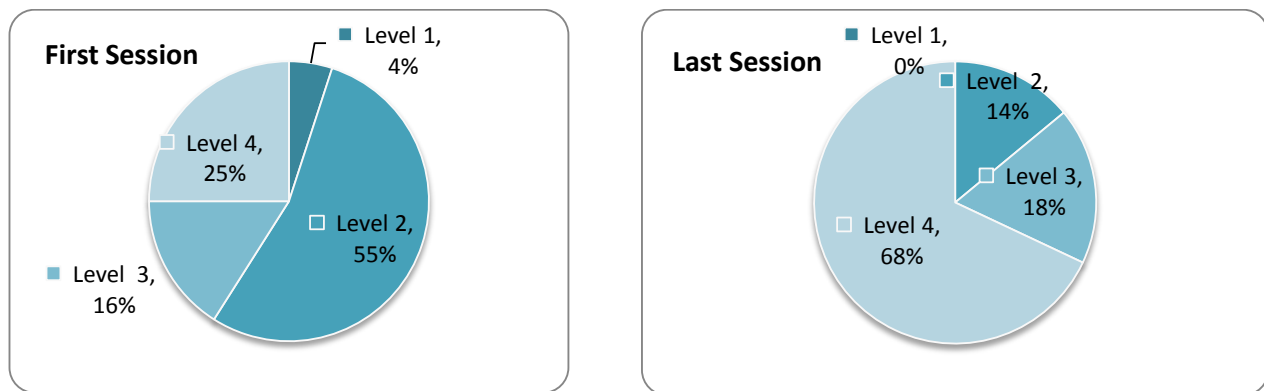 First Session
Level 1,
4%
Level 4,
25%
Level 2,
55%
Level 3,
16%
Last Session
Level 1,
0%
Level 2,
14%
Level 3,
18%
Level 4,
68%